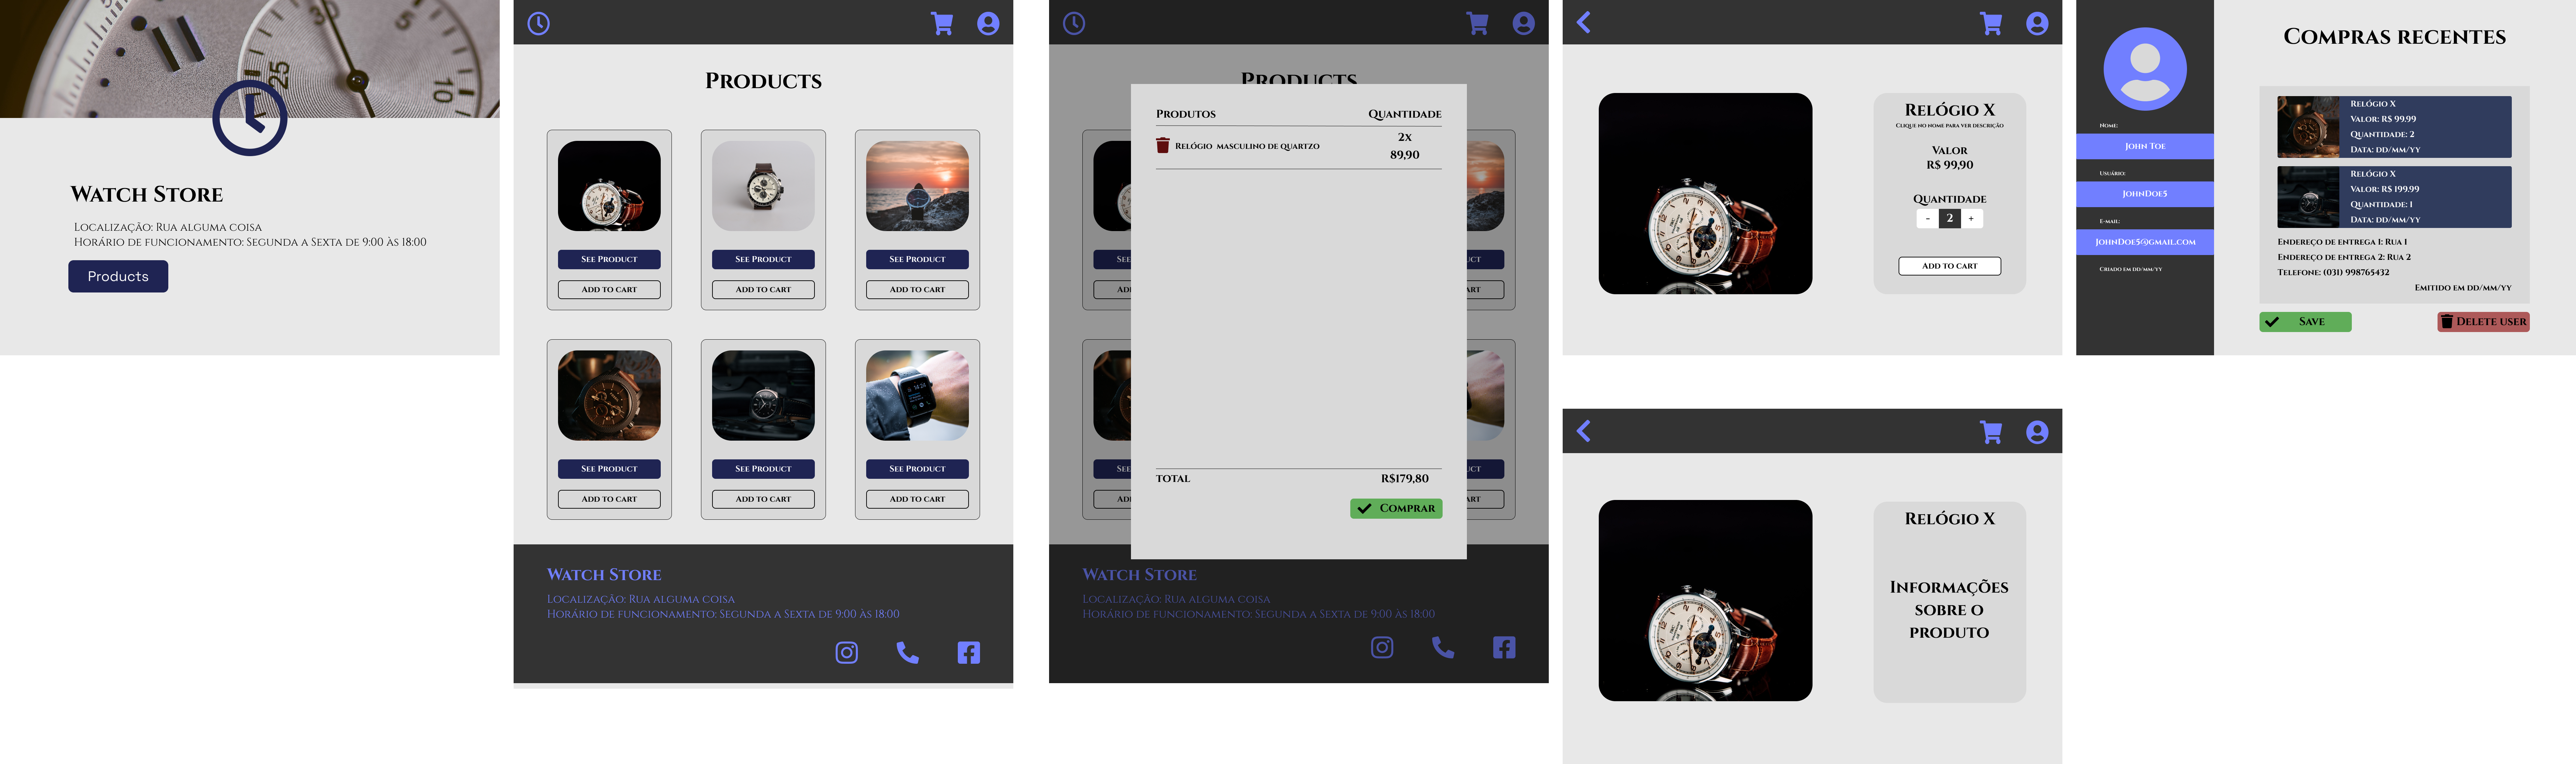 Watch Store
Localização: Rua alguma coisa
Horário de funcionamento: Segunda a Sexta de 9:00 às 18:00
Products
Products
See Product
See Product
See Product
Add to cart
Add to cart
Add to cart
See Product
See Product
See Product
Add to cart
Add to cart
Add to cart
Watch Store
Localização: Rua alguma coisa
Horário de funcionamento: Segunda a Sexta de 9:00 às 18:00
Products
Produtos
Quantidade
Relógio masculino de quartzo
2x
89,90
Total
R$179,80
Comprar
Watch Store
Localização: Rua alguma coisa
Horário de funcionamento: Segunda a Sexta de 9:00 às 18:00
Relógio X
Clique no nome para ver descrição
Valor
R$ 99,90
Quantidade
- 2 +
Add to cart
Relógio X
Informações
sobre o
produto
Nome:
John Toe
Usuário:
JohnDoe5
E-mail:
JohnDoe5@gmail.com
Criado em dd/mm/yy
Compras recentes
Relógio X
Valor: R$ 99.99
Quantidade: 2
Data: dd/mm/yy
Relógio X
Valor: R$ 199.99
Quantidade: 1
Data: dd/mm/yy
Endereço de entrega 1: Rua 1
Endereço de entrega 2: Rua 2
Telefone: (031) 998765432
Emitido em dd/mm/yy
Save
Delete user